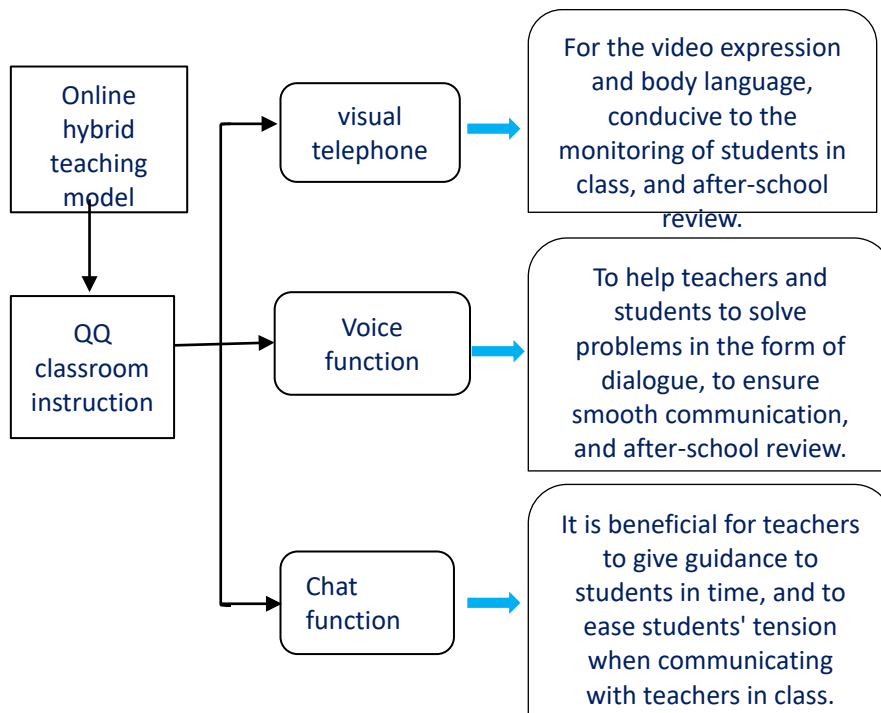 Online
hybrid
teaching
model
QQ
classroom
instruction
visual
telephone
For the video expression
and body language,
conducive to the
monitoring of students in
class, and after-school
review.
Voice
function
To help teachers and
students to solve
problems in the form of
dialogue, to ensure
smooth communication,
and after-school review.
Chat
function
It is beneficial for teachers
to give guidance to
students in time, and to
ease students' tension
when communicating
with teachers in class.